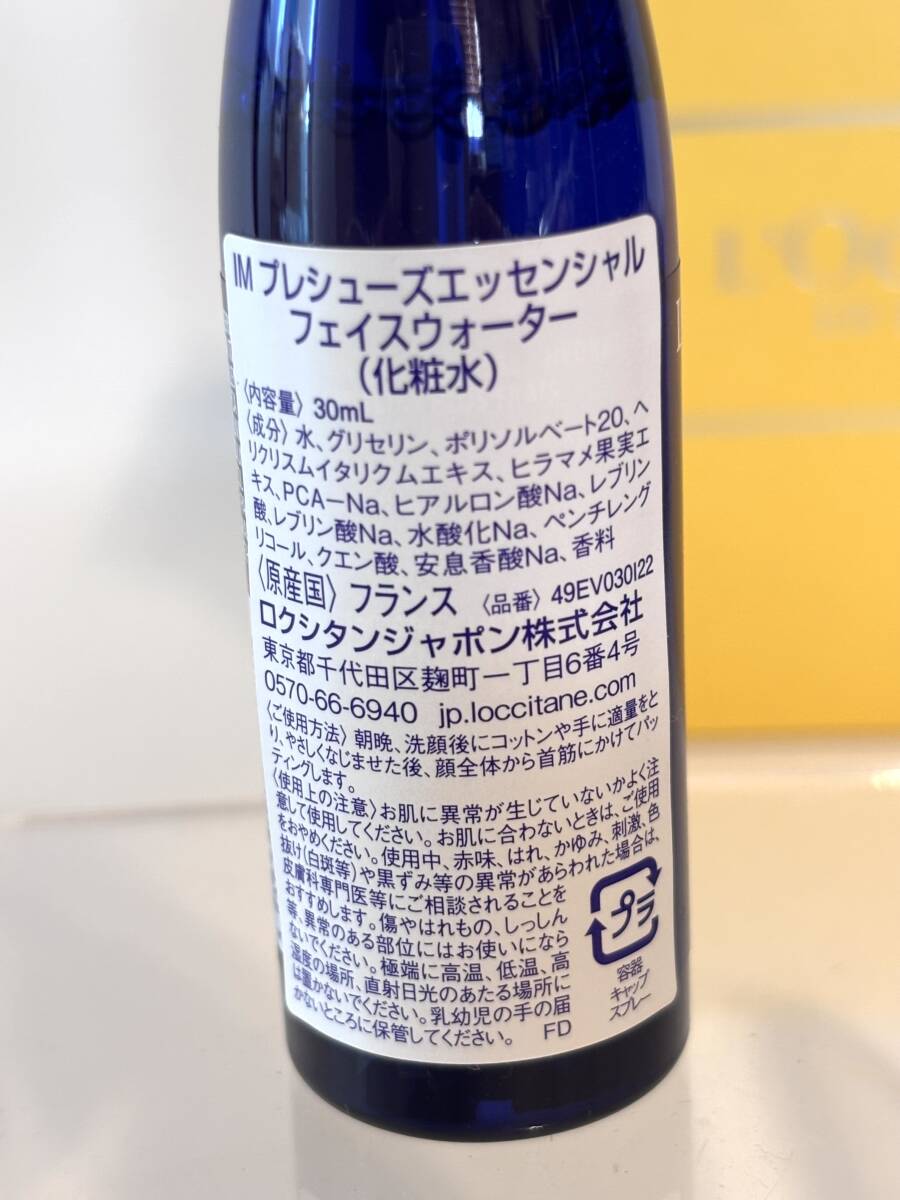 IM プレシューズエッセンシャル
フェイスウォーター
(化粧水)
〈内容量〉 30mL
〈成分〉水、グリセリン、ポリソルベート20、ヘ
リクリスムイタリクムエキス、ヒラマメ果実エ
キス、PCA-Na、ヒアルロン酸Na、レブリン
酸、レブリン酸Na、水酸化Na、ペンチレング
リコール、クエン酸、安息香酸Na、香料
〈原産国〉フランス 〈品番〉49EV030I22
ロクシタンジャポン株式会社
東京都千代田区麹町一丁目6番4号
0570-66-6940 jp.loccitane.com
〈ご使用方法〉朝晩、洗顔後にコットンや手に適量をと
り、やさしくなじませた後、顔全体から首筋にかけてパッ
ティングします。
〈使用上の注意〉お肌に異常が生じていないかよく注
意して使用してください。お肌に合わないときは、ご使用
をおやめください。使用中、赤味、はれ、かゆみ、刺激、色
抜け(白斑等)や黒ずみ等の異常があらわれた場合は、
皮膚科専門医等にご相談されることを
おすすめします。傷やはれもの、しっしん
等、異常のある部位にはお使いになら
ないでください。極端に高温、低温、高
湿度の場所、直射日光のあたる場所に
は置かないでください。乳幼児の手の届
かないところに保管してください。 FD
プラ
容器
キャップ
スプレー
L'OC